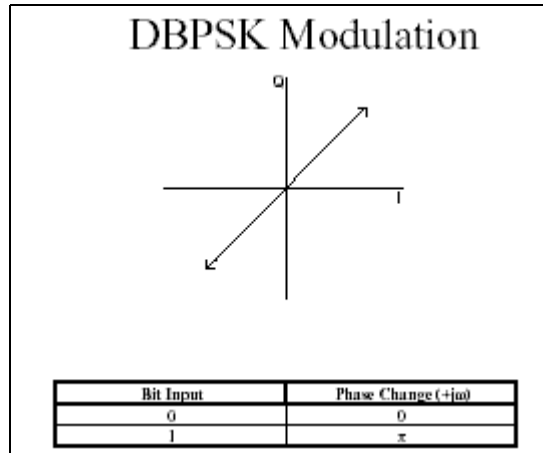 DBPSK Modulation
Q
I
Bit Input Phase Change (+jω)
0 0
1 π